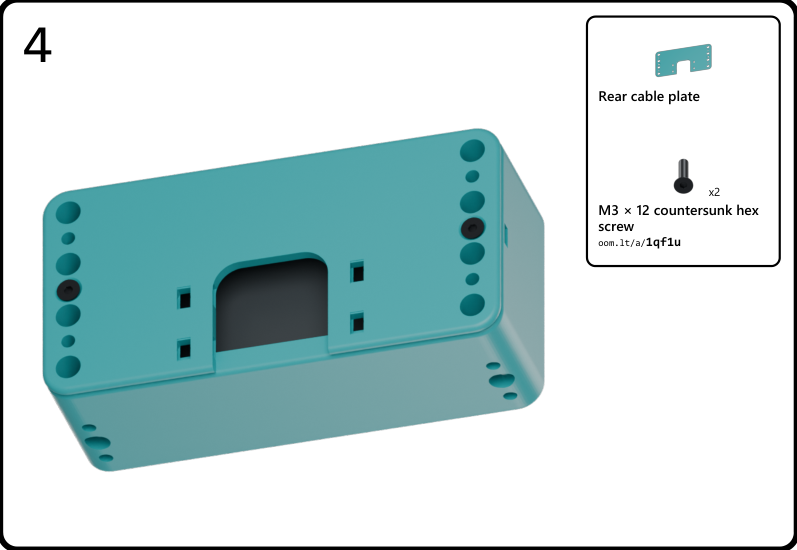 4
Rear cable plate
x2
M3 × 12 countersunk hex
screw
oom.lt/a/1qf1u